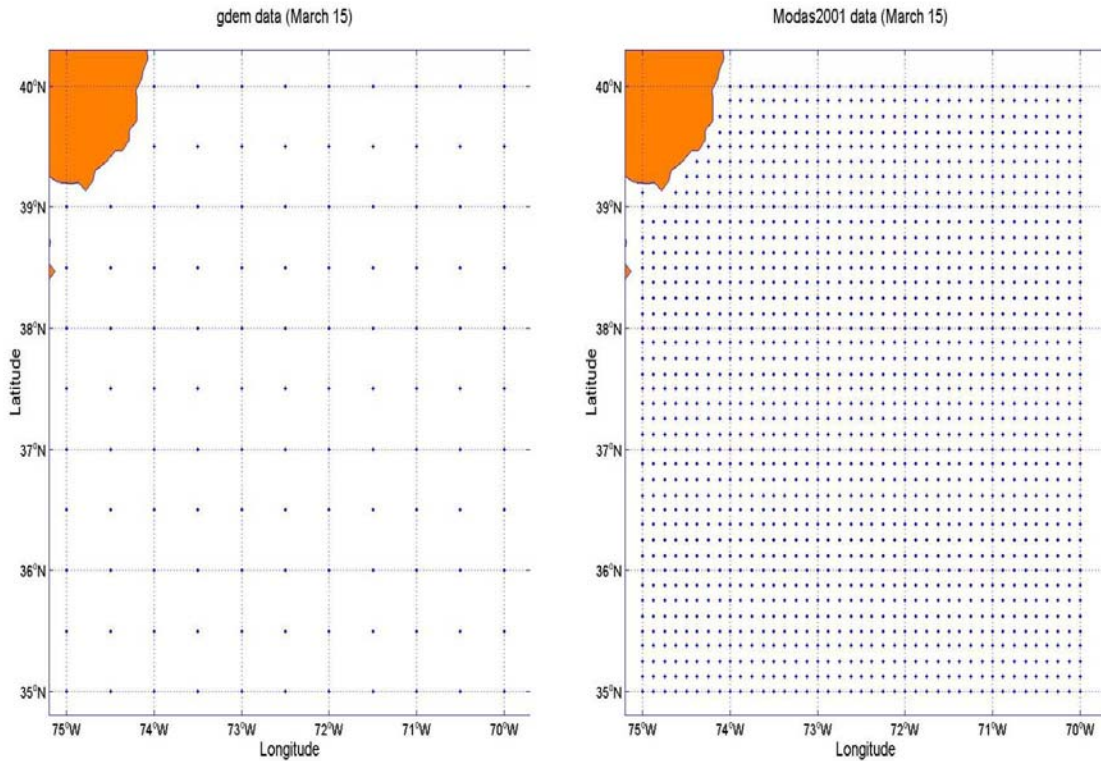 gdem data (March 15)
40°N
39°N
38°N
37°N
36°N
35°N
Latitude
75°W 74°W 73°W 72°W 71°W 70°W
Longitude
Modas2001 data (March 15)
40°N
39°N
38°N
37°N
36°N
35°N
Latitude
75°W 74°W 73°W 72°W 71°W 70°W
Longitude